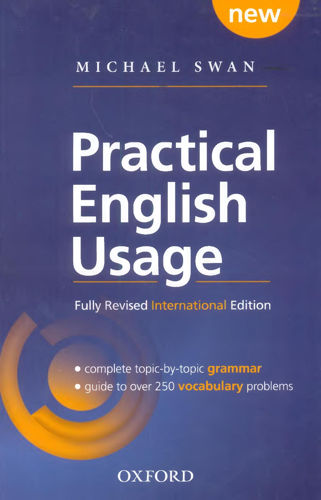 new
MICHAEL SWAN
Practical
English
Usage
Fully Revised International Edition
• complete topic-by-topic grammar
• guide to over 250 vocabulary problems
OXFORD